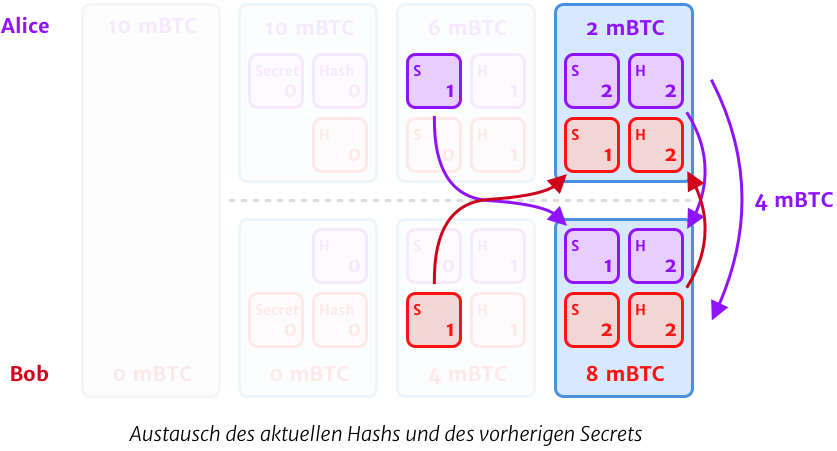 Alice
10 mBTC
10 mBTC
6 mBTC
2 mBTC
Secret 0
Hash 0
S 1
H 1
S 2
H 2
H 0
S 0
H 1
S 1
H 2
4 mBTC
H 0
S 0
H 1
S 1
H 2
Secret 0
Hash 0
S 1
H 1
S 2
H 2
Bob
0 mBTC
0 mBTC
4 mBTC
8 mBTC
Austausch des aktuellen Hashs und des vorherigen Secrets